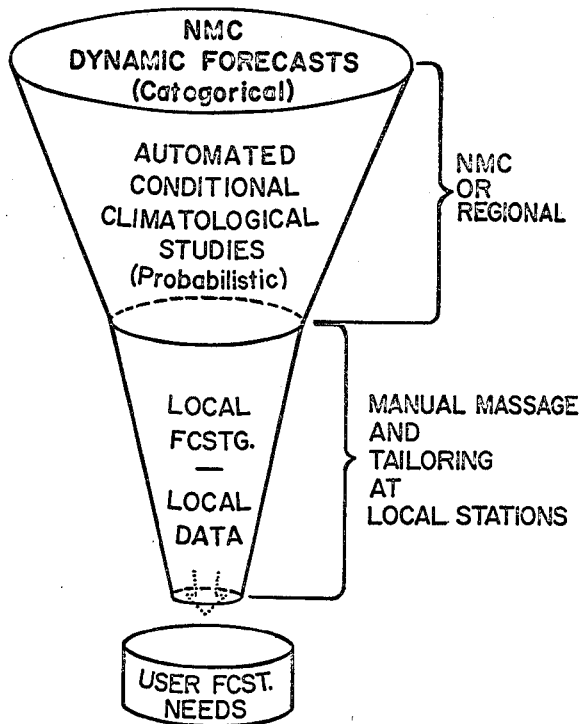 NMC
DYNAMIC FORECASTS
(Catogorical)
AUTOMATED
CONDITIONAL
CLIMATOLOGICAL
STUDIES
(Probabilistic)
NMC
OR
REGIONAL
LOCAL
FCSTG.
—
LOCAL
DATA
MANUAL MASSAGE
AND
TAILORING
AT
LOCAL STATIONS
USER FCST.
NEEDS